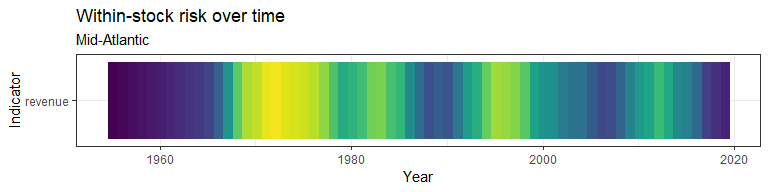 Within-stock risk over time
Mid-Atlantic
Indicator
revenue
1960 1980 2000 2020
Year